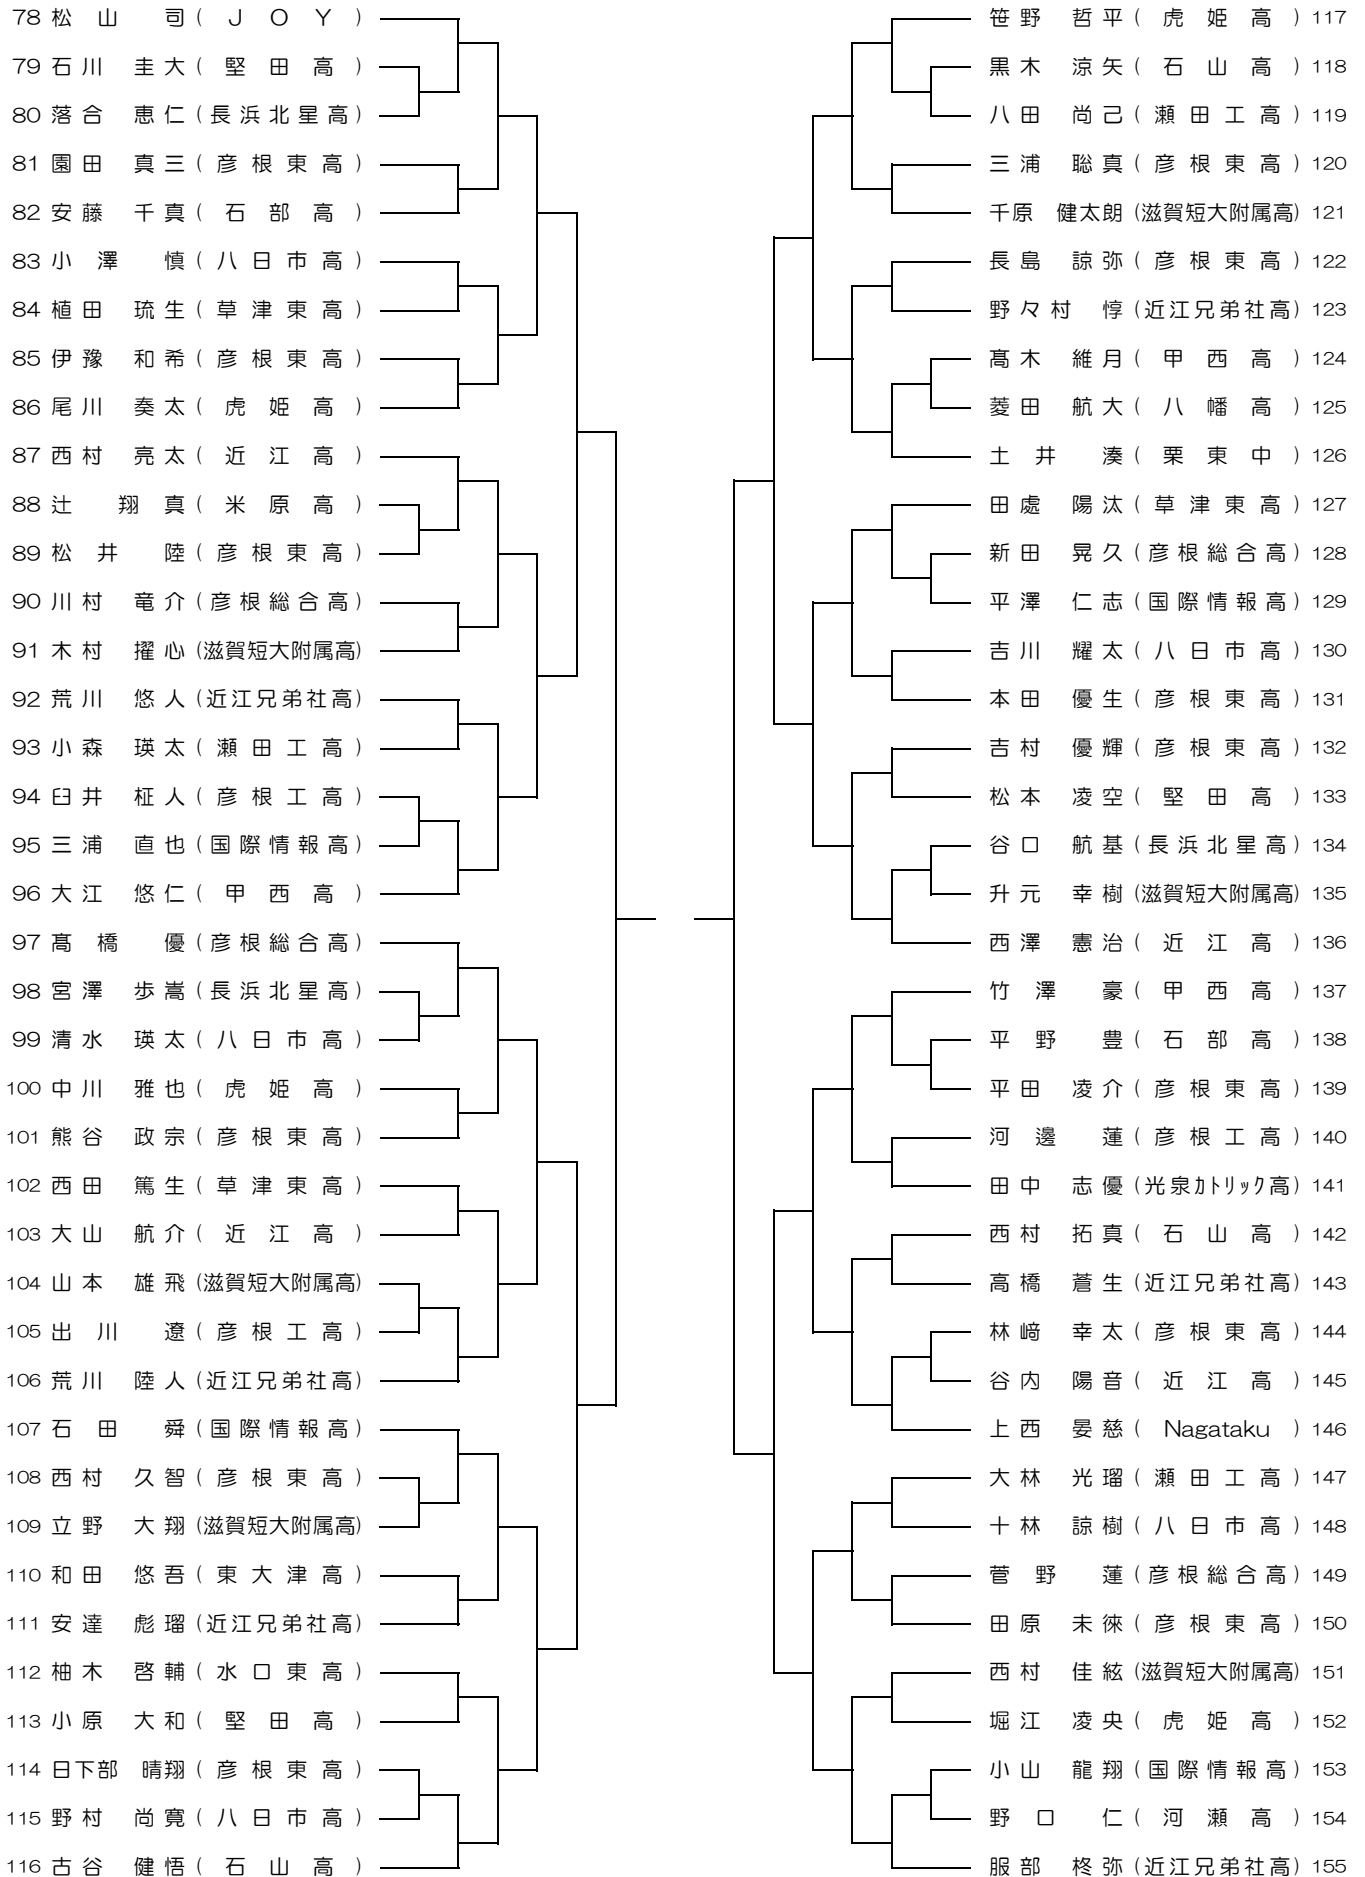 78 松山 司 (JOY)
79 石川 圭大 (堅田高)
80 落合 恵仁 (長浜北星高)
81 園田 真三 (彦根東高)
82 安藤 千真 (石部高)
83 小澤 慎 (八日市高)
84 植田 琉生 (草津東高)
85 伊豫 和希 (彦根東高)
86 尾川 奏太 (虎姫高)
87 西村 亮太 (近江高)
88 辻 翔真 (米原高)
89 松井 陸 (彦根東高)
90 川村 竜介 (彦根総合高)
91 木村 擢心 (滋賀短大附属高)
92 荒川 悠人 (近江兄弟社高)
93 小森 瑛太 (瀬田工高)
94 臼井 柾人 (彦根工高)
95 三浦 直也 (国際情報高)
96 大江 悠仁 (甲西高)
97 髙橋 優 (彦根総合高)
98 宮澤 歩嵩 (長浜北星高)
99 清水 瑛太 (八日市高)
100 中川 雅也 (虎姫高)
101 熊谷 政宗 (彦根東高)
102 西田 篤生 (草津東高)
103 大山 航介 (近江高)
104 山本 雄飛 (滋賀短大附属高)
105 出川 遼 (彦根工高)
106 荒川 陸人 (近江兄弟社高)
107 石田 舜 (国際情報高)
108 西村 久智 (彦根東高)
109 立野 大翔 (滋賀短大附属高)
110 和田 悠吾 (東大津高)
111 安達 彪瑠 (近江兄弟社高)
112 柚木 啓輔 (水口東高)
113 小原 大和 (堅田高)
114 日下部 晴翔 (彦根東高)
115 野村 尚寛 (八日市高)
116 古谷 健悟 (石山高)
笹野 哲平 (虎姫高) 117
黒木 涼矢 (石山高) 118
八田 尚己 (瀬田工高) 119
三浦 聡真 (彦根東高) 120
千原 健太朗 (滋賀短大附属高) 121
長島 諒弥 (彦根東高) 122
野々村 惇 (近江兄弟社高) 123
髙木 維月 (甲西高) 124
菱田 航大 (八幡高) 125
土井 湊 (栗東中) 126
田處 陽汰 (草津東高) 127
新田 晃久 (彦根総合高) 128
平澤 仁志 (国際情報高) 129
吉川 耀太 (八日市高) 130
本田 優生 (彦根東高) 131
吉村 優輝 (彦根東高) 132
松本 凌空 (堅田高) 133
谷口 航基 (長浜北星高) 134
升元 幸樹 (滋賀短大附属高) 135
西澤 憲治 (近江高) 136
竹澤 豪 (甲西高) 137
平野 豊 (石部高) 138
平田 凌介 (彦根東高) 139
河邊 蓮 (彦根工高) 140
田中 志優 (光泉ｶﾄﾘｯｸ高) 141
西村 拓真 (石山高) 142
高橋 蒼生 (近江兄弟社高) 143
林﨑 幸太 (彦根東高) 144
谷内 陽音 (近江高) 145
上西 晏慈 (Nagataku) 146
大林 光瑠 (瀬田工高) 147
十林 諒樹 (八日市高) 148
菅野 蓮 (彦根総合高) 149
田原 未徠 (彦根東高) 150
西村 佳絃 (滋賀短大附属高) 151
堀江 凌央 (虎姫高) 152
小山 龍翔 (国際情報高) 153
野口 仁 (河瀬高) 154
服部 柊弥 (近江兄弟社高) 155